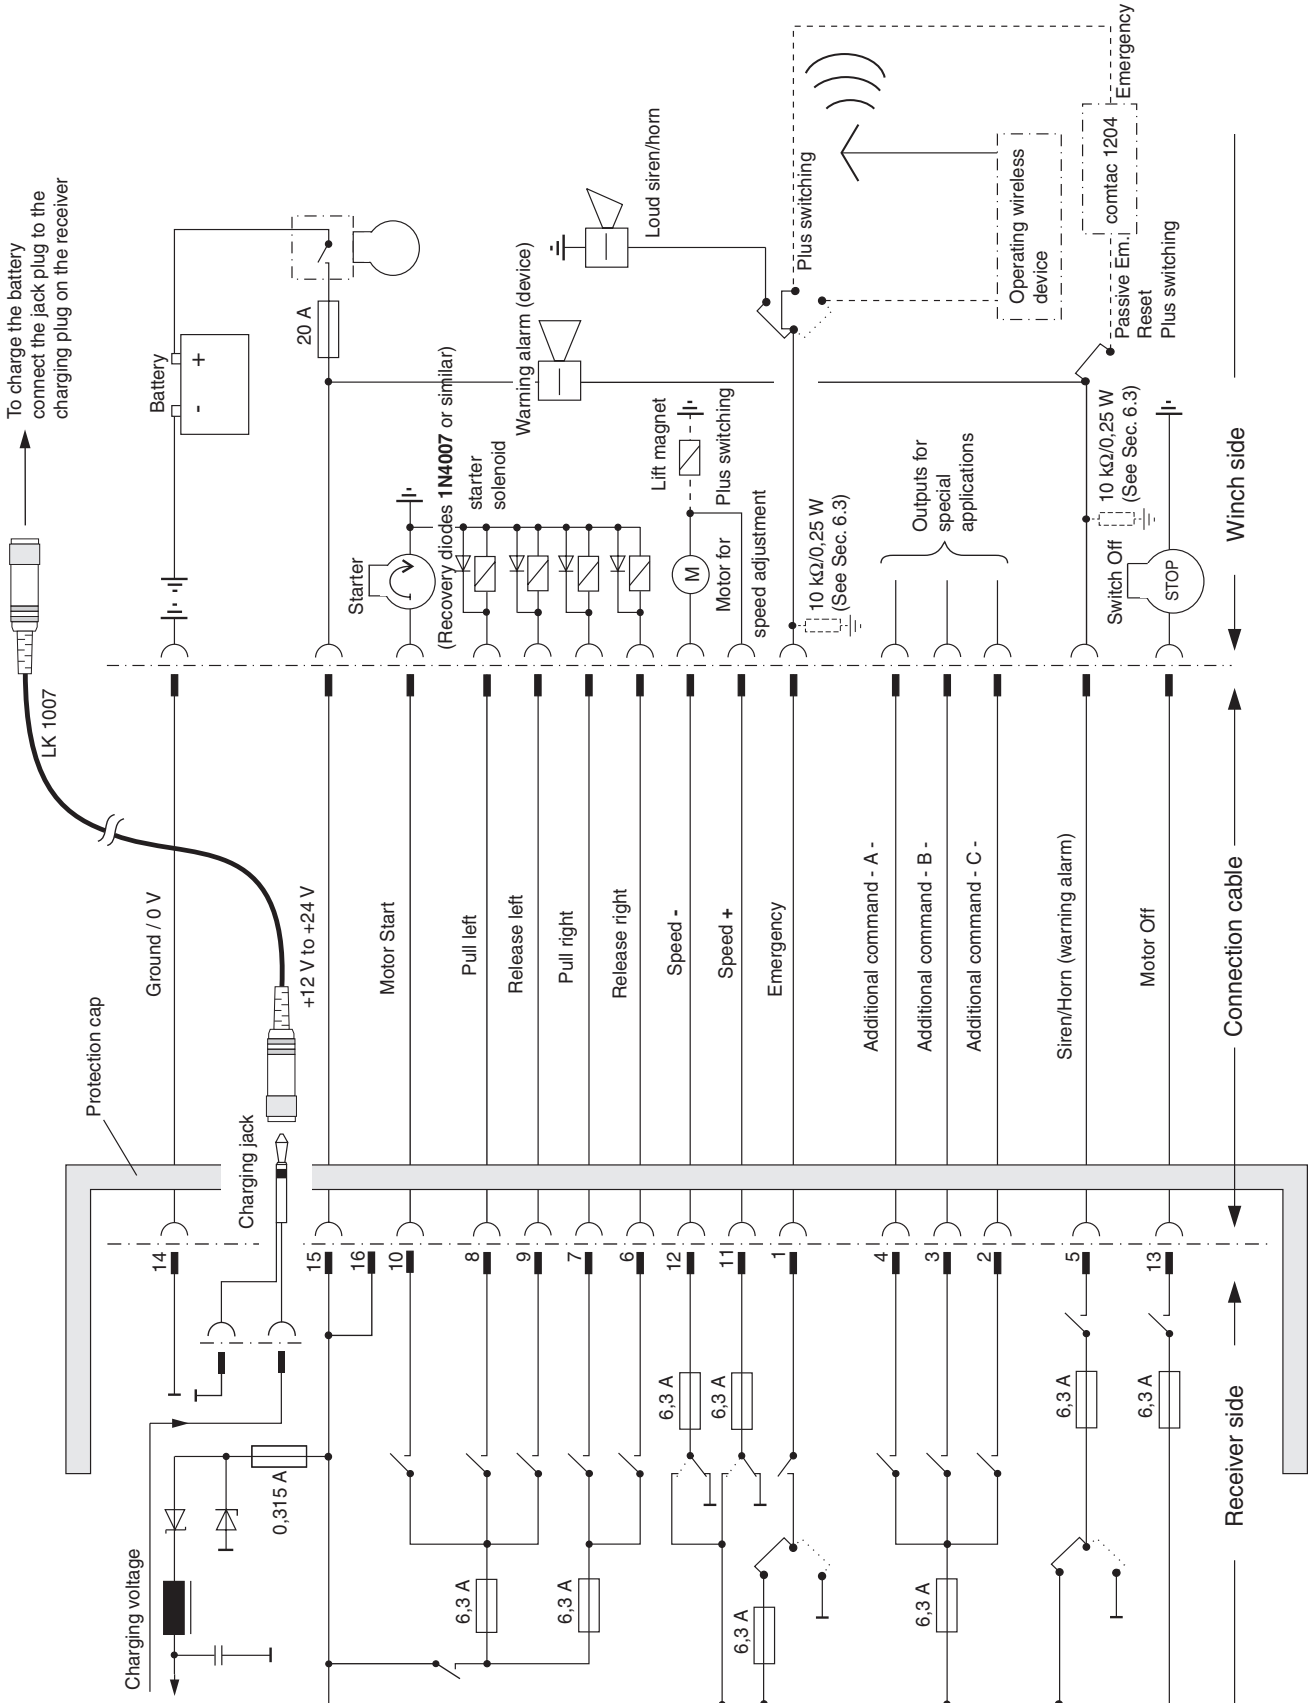 To charge the battery
connect the jack plug to the
charging plug on the receiver
LK 1007
Protection cap
Charging jack
Charging voltage
0,315 A
Battery
-
+
20 A
Ground / 0 V
14
+12 V to +24 V
15
16
Starter
Motor Start
10
(Recovery diodes 1N4007 or similar)
starter
solenoid
Pull left
8
Release left
9
Pull right
7
Release right
6
6,3 A
6,3 A
Warning alarm (device)
Loud siren/horn
Lift magnet
Plus switching
M
Motor for
speed adjustment
Speed -
12
6,3 A
Speed +
11
6,3 A
Plus switching
10 kΩ/0,25 W
(See Sec. 6.3)
Emergency
1
6,3 A
Outputs for
special
applications
Additional command - A -
4
Additional command - B -
3
Additional command - C -
2
6,3 A
Operating wireless
device
Emergency
comtac 1204
Passive Em.
Reset
Plus switching
10 kΩ/0,25 W
(See Sec. 6.3)
Siren/Horn (warning alarm)
5
6,3 A
Switch Off
STOP
Motor Off
13
6,3 A
Winch side
Connection cable
Receiver side